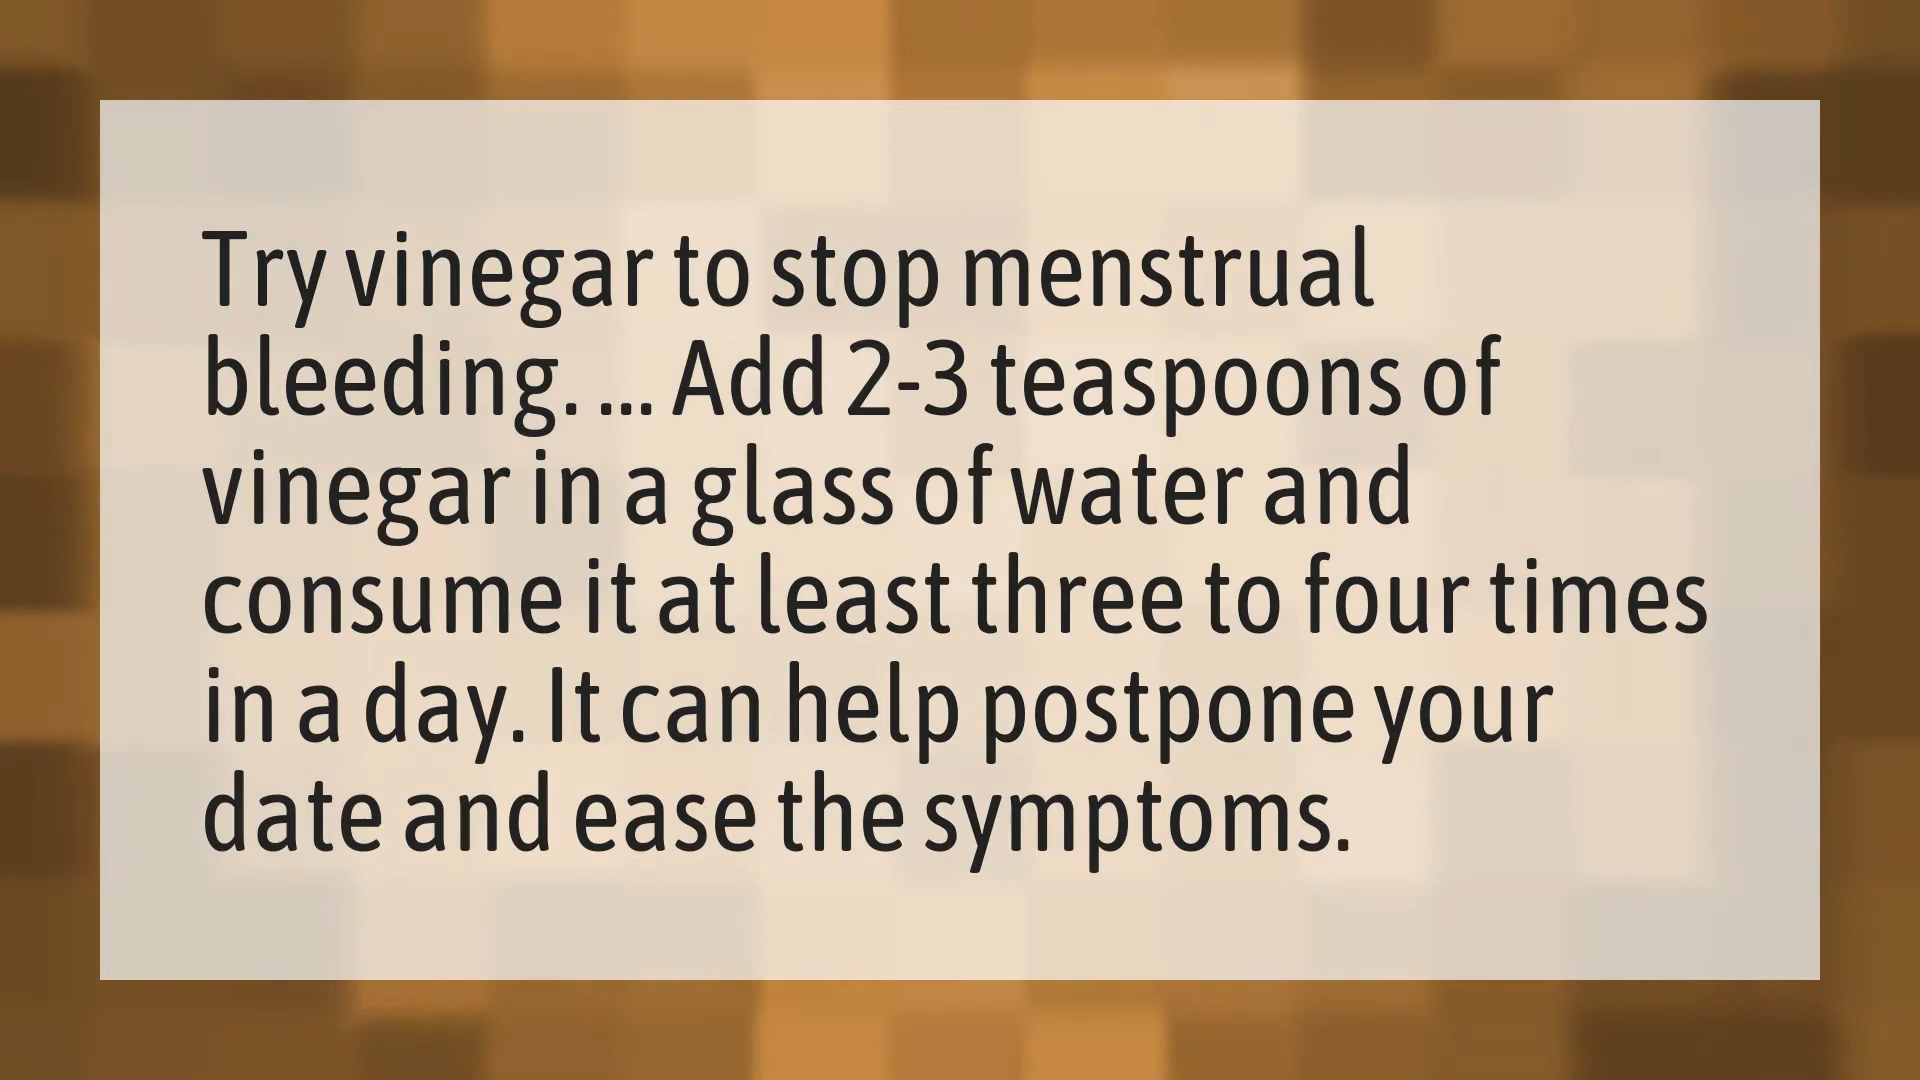 Try vinegar to stop menstrual
bleeding. ... Add 2-3 teaspoons of
vinegar in a glass of water and
consume it at least three to four times
in a day. It can help postpone your
date and ease the symptoms.